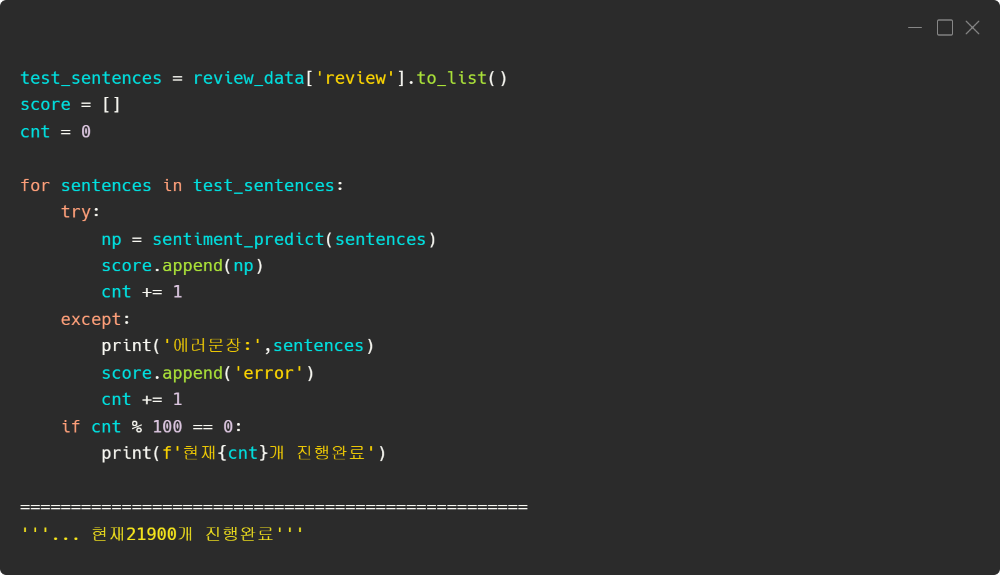 test_sentences = review_data['review'].to_list()
score = []
cnt = 0

for sentences in test_sentences:
    try:
        np = sentiment_predict(sentences)
        score.append(np)
        cnt += 1
    except:
        print('에러문장:',sentences)
        score.append('error')
        cnt += 1
    if cnt % 100 == 0:
        print(f'현재{cnt}개 진행완료')

==================================================
'''... 현재21900개 진행완료'''